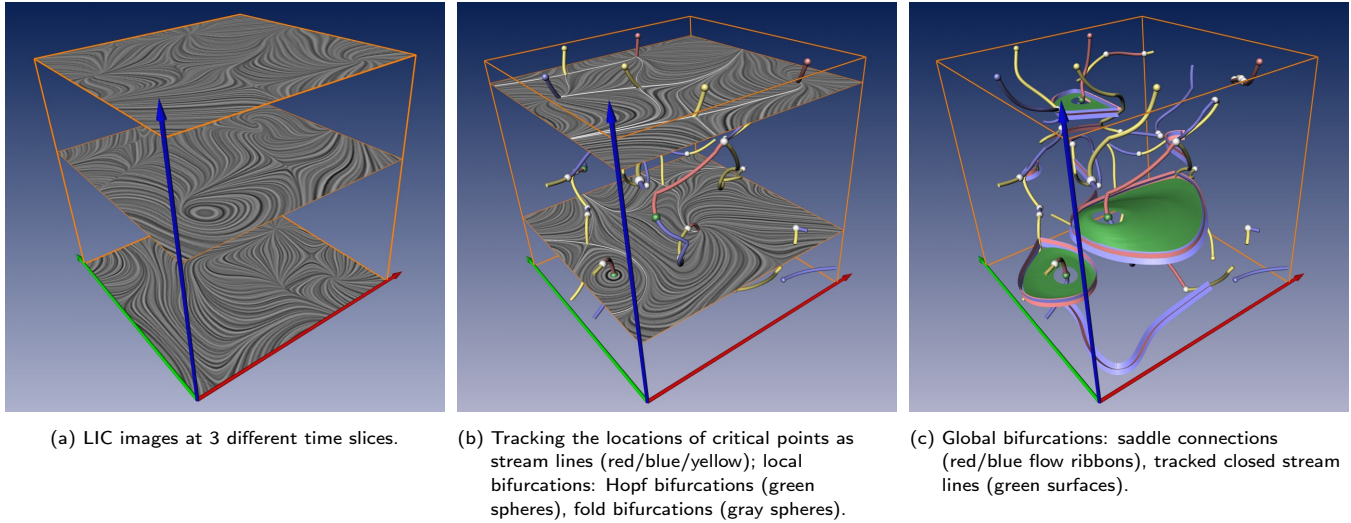 (a) LIC images at 3 different time slices.
(b) Tracking the locations of critical points as
stream lines (red/blue/yellow); local
bifurcations: Hopf bifurcations (green
spheres), fold bifurcations (gray spheres).
(c) Global bifurcations: saddle connections
(red/blue flow ribbons), tracked closed stream
lines (green surfaces).